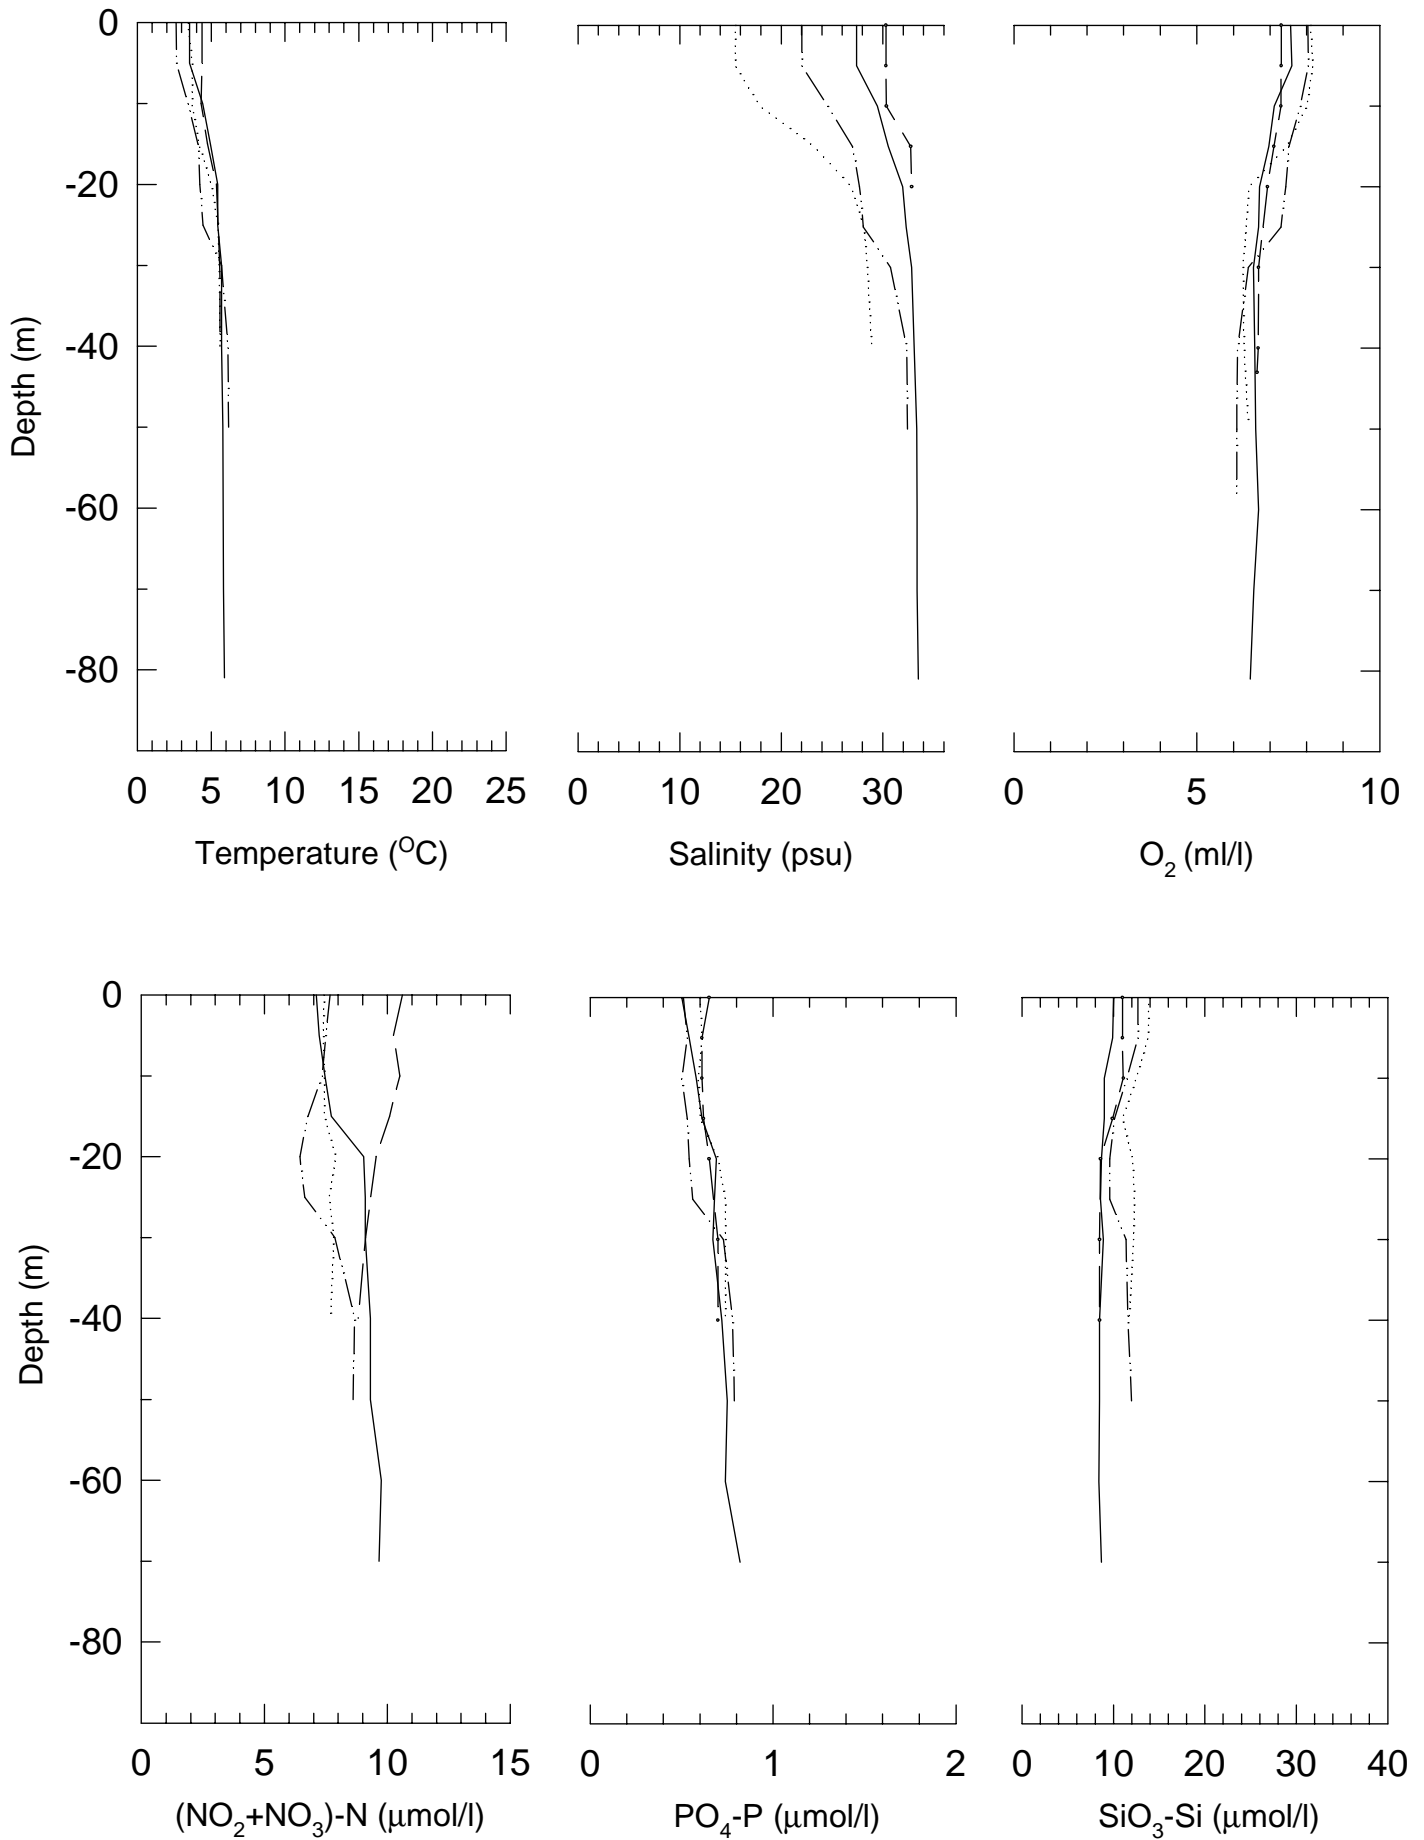 0
-20
-40
-60
-80
Depth (m)
0 5 10 15 20 25
0 10 20 30
0 5 10
Temperature (ᴼC)
Salinity (psu)
O₂ (ml/l)
0
-20
-40
-60
-80
Depth (m)
0 5 10 15
0 1 2
0 10 20 30 40
(NO₂+NO₃)-N (μmol/l)
PO₄-P (μmol/l)
SiO₃-Si (μmol/l)